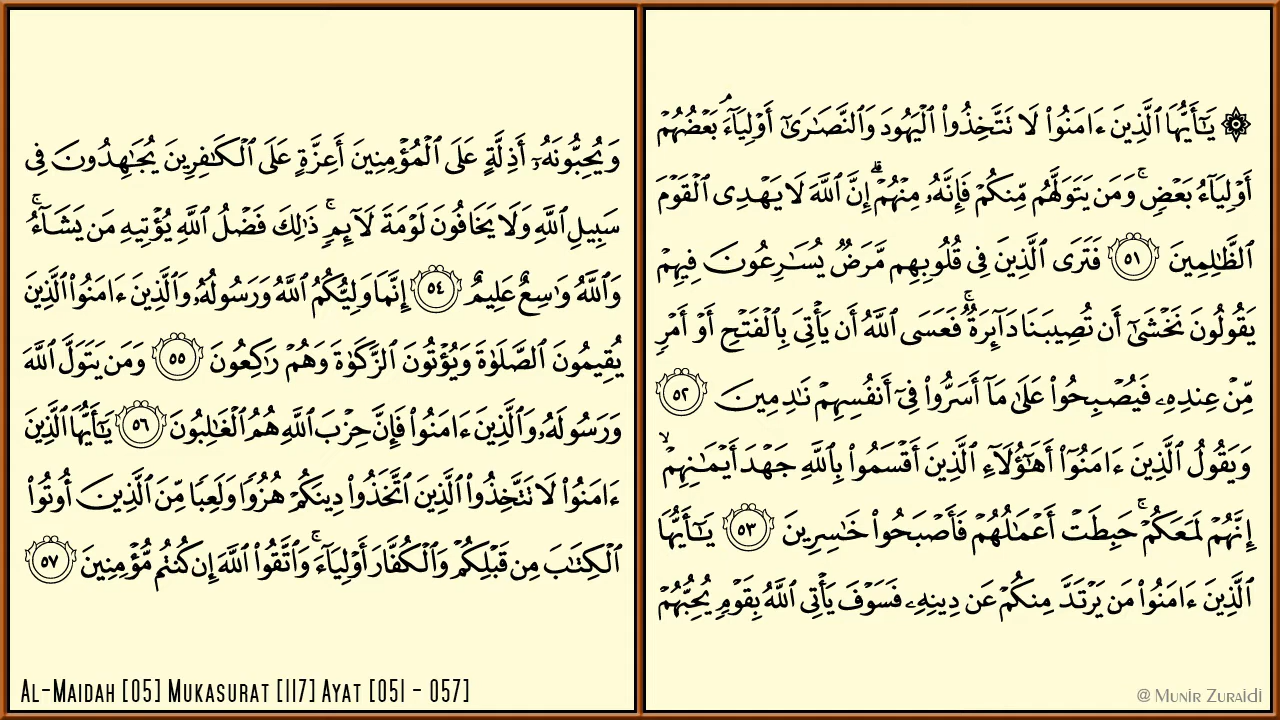 ۞ يَـٰٓأَيُّهَا ٱلَّذِينَ ءَامَنُوا۟ لَا تَتَّخِذُوا۟ ٱلْيَهُودَ وَٱلنَّصَـٰرَىٰٓ أَوْلِيَآءَ ۘ بَعْضُهُمْ
أَوْلِيَآءُ بَعْضٍ ۚ وَمَن يَتَوَلَّهُم مِّنكُمْ فَإِنَّهُۥ مِنْهُمْ ۗ إِنَّ ٱللَّهَ لَا يَهْدِى ٱلْقَوْمَ
ٱلظَّـٰلِمِينَ ٥١ فَتَرَى ٱلَّذِينَ فِى قُلُوبِهِم مَّرَضٌ يُسَـٰرِعُونَ فِيهِمْ
يَقُولُونَ نَخْشَىٰٓ أَن تُصِيبَنَا دَآئِرَةٌ ۚ فَعَسَى ٱللَّهُ أَن يَأْتِىَ بِٱلْفَتْحِ أَوْ أَمْرٍ
مِّنْ عِندِهِۦ فَيُصْبِحُوا۟ عَلَىٰ مَآ أَسَرُّوا۟ فِىٓ أَنفُسِهِمْ نَـٰدِمِينَ ٥٢
وَيَقُولُ ٱلَّذِينَ ءَامَنُوٓا۟ أَهَـٰٓؤُلَآءِ ٱلَّذِينَ أَقْسَمُوا۟ بِٱللَّهِ جَهْدَ أَيْمَـٰنِهِمْ ۙ
إِنَّهُمْ لَمَعَكُمْ ۚ حَبِطَتْ أَعْمَـٰلُهُمْ فَأَصْبَحُوا۟ خَـٰسِرِينَ ٥٣ يَـٰٓأَيُّهَا
ٱلَّذِينَ ءَامَنُوا۟ مَن يَرْتَدَّ مِنكُمْ عَن دِينِهِۦ فَسَوْفَ يَأْتِى ٱللَّهُ بِقَوْمٍ يُحِبُّهُمْ
وَيُحِبُّونَهُۥٓ أَذِلَّةٍ عَلَى ٱلْمُؤْمِنِينَ أَعِزَّةٍ عَلَى ٱلْكَـٰفِرِينَ يُجَـٰهِدُونَ فِى
سَبِيلِ ٱللَّهِ وَلَا يَخَافُونَ لَوْمَةَ لَآئِمٍ ۚ ذَٰلِكَ فَضْلُ ٱللَّهِ يُؤْتِيهِ مَن يَشَآءُ ۚ
وَٱللَّهُ وَٰسِعٌ عَلِيمٌ ٥٤ إِنَّمَا وَلِيُّكُمُ ٱللَّهُ وَرَسُولُهُۥ وَٱلَّذِينَ ءَامَنُوا۟ ٱلَّذِينَ
يُقِيمُونَ ٱلصَّلَوٰةَ وَيُؤْتُونَ ٱلزَّكَوٰةَ وَهُمْ رَٰكِعُونَ ٥٥ وَمَن يَتَوَلَّ ٱللَّهَ
وَرَسُولَهُۥ وَٱلَّذِينَ ءَامَنُوا۟ فَإِنَّ حِزْبَ ٱللَّهِ هُمُ ٱلْغَـٰلِبُونَ ٥٦ يَـٰٓأَيُّهَا ٱلَّذِينَ
ءَامَنُوا۟ لَا تَتَّخِذُوا۟ ٱلَّذِينَ ٱتَّخَذُوا۟ دِينَكُمْ هُزُوًا وَلَعِبًا مِّنَ ٱلَّذِينَ أُوتُوا۟
ٱلْكِتَـٰبَ مِن قَبْلِكُمْ وَٱلْكُفَّارَ أَوْلِيَآءَ ۚ وَٱتَّقُوا۟ ٱللَّهَ إِن كُنتُم مُّؤْمِنِينَ ٥٧
Al-Maidah [05] Mukasurat [117] Ayat [051 - 057]
@ Munir Zuraidi